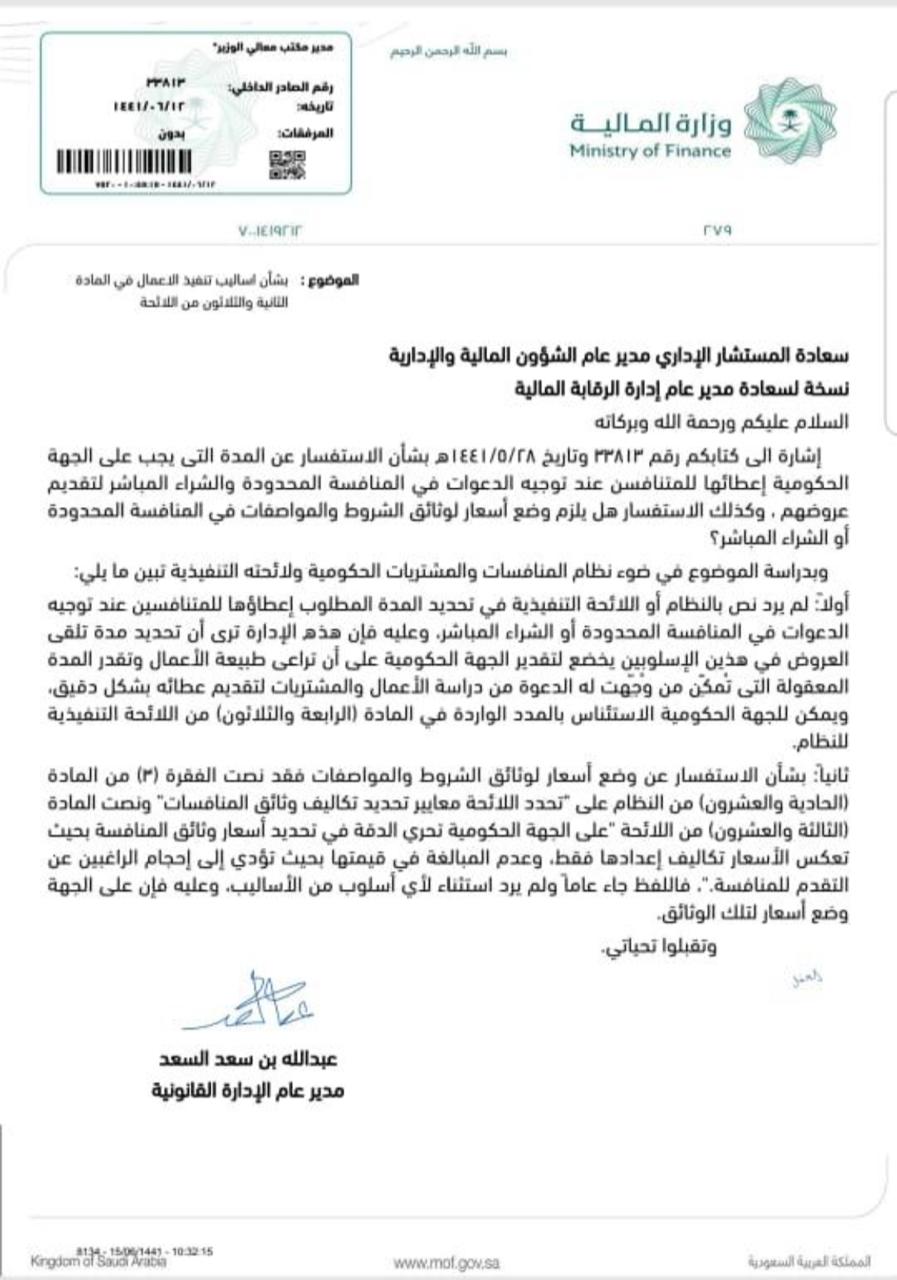 بسم الله الرحمن الرحيم
مدير مكتب معالي الوزير*
رقم الصادر الداخلي: ٣٣٨١٣
تاريخه: ١٤٤١/٠٦/١٢
المرفقات: بدون
وزارة المالية
Ministry of Finance
٢٧٩
٧٠٠١٤١٩٢١٢
الموضوع : بشأن اساليب تنفيذ الاعمال في المادة
الثانية والثلاثون من اللائحة
سعادة المستشار الإداري مدير عام الشؤون المالية والإدارية
نسخة لسعادة مدير عام إدارة الرقابة المالية
السلام عليكم ورحمة الله وبركاته
إشارة الى كتابكم رقم ٣٣٨١٣ وتاريخ ١٤٤١/٥/٢٨هـ بشأن الاستفسار عن المدة التى يجب على الجهة
الحكومية إعطائها للمتنافسن عند توجيه الدعوات في المنافسة المحدودة والشراء المباشر لتقديم
عروضهم ، وكذلك الاستفسار هل يلزم وضع أسعار لوثائق الشروط والمواصفات في المنافسة المحدودة
أو الشراء المباشر؟
وبدراسة الموضوع في ضوء نظام المنافسات والمشتريات الحكومية ولائحته التنفيذية تبين ما يلي:
أولاً: لم يرد نص بالنظام أو اللائحة التنفيذية في تحديد المدة المطلوب إعطاؤها للمتنافسين عند توجيه
الدعوات في المنافسة المحدودة أو الشراء المباشر، وعليه فإن هذه الإدارة ترى أن تحديد مدة تلقى
العروض في هذين الإسلوبين يخضع لتقدير الجهة الحكومية على أن تراعى طبيعة الأعمال وتقدر المدة
المعقولة التى تُمكّن من وُجّهت له الدعوة من دراسة الأعمال والمشتريات لتقديم عطائه بشكل دقيق،
ويمكن للجهة الحكومية الاستئناس بالمدد الواردة في المادة (الرابعة والثلاثون) من اللائحة التنفيذية
للنظام.
ثانياً: بشأن الاستفسار عن وضع أسعار لوثائق الشروط والمواصفات فقد نصت الفقرة (٣) من المادة
(الحادية والعشرون) من النظام على "تحدد اللائحة معايير تحديد تكاليف وثائق المنافسات" ونصت المادة
(الثالثة والعشرون) من اللائحة "على الجهة الحكومية تحري الدقة في تحديد أسعار وثائق المنافسة بحيث
تعكس الأسعار تكاليف إعدادها فقط، وعدم المبالغة في قيمتها بحيث تؤدي إلى إحجام الراغبين عن
التقدم للمنافسة."، فاللفظ جاء عاماً ولم يرد استثناء لأي أسلوب من الأساليب، وعليه فإن على الجهة
وضع أسعار لتلك الوثائق.
وتقبلوا تحياتي.
عبدالله بن سعد السعد
مدير عام الإدارة القانونية
8134 - 15/06/1441 - 10:32:15
Kingdom of Saudi Arabia
www.mof.gov.sa
المملكة العربية السعودية